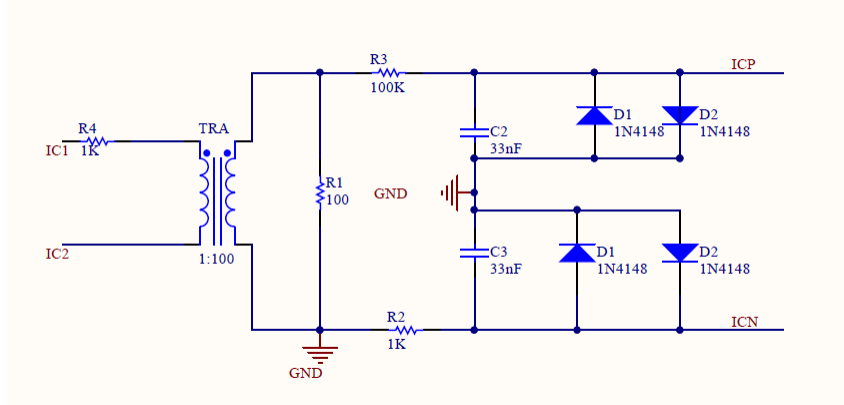 R3
100K
ICP
R4
IC1
1K
TRA
C2
33nF
D1
1N4148
D2
1N4148
R1
100
GND
IC2
1:100
C3
33nF
D1
1N4148
D2
1N4148
R2
1K
ICN
GND